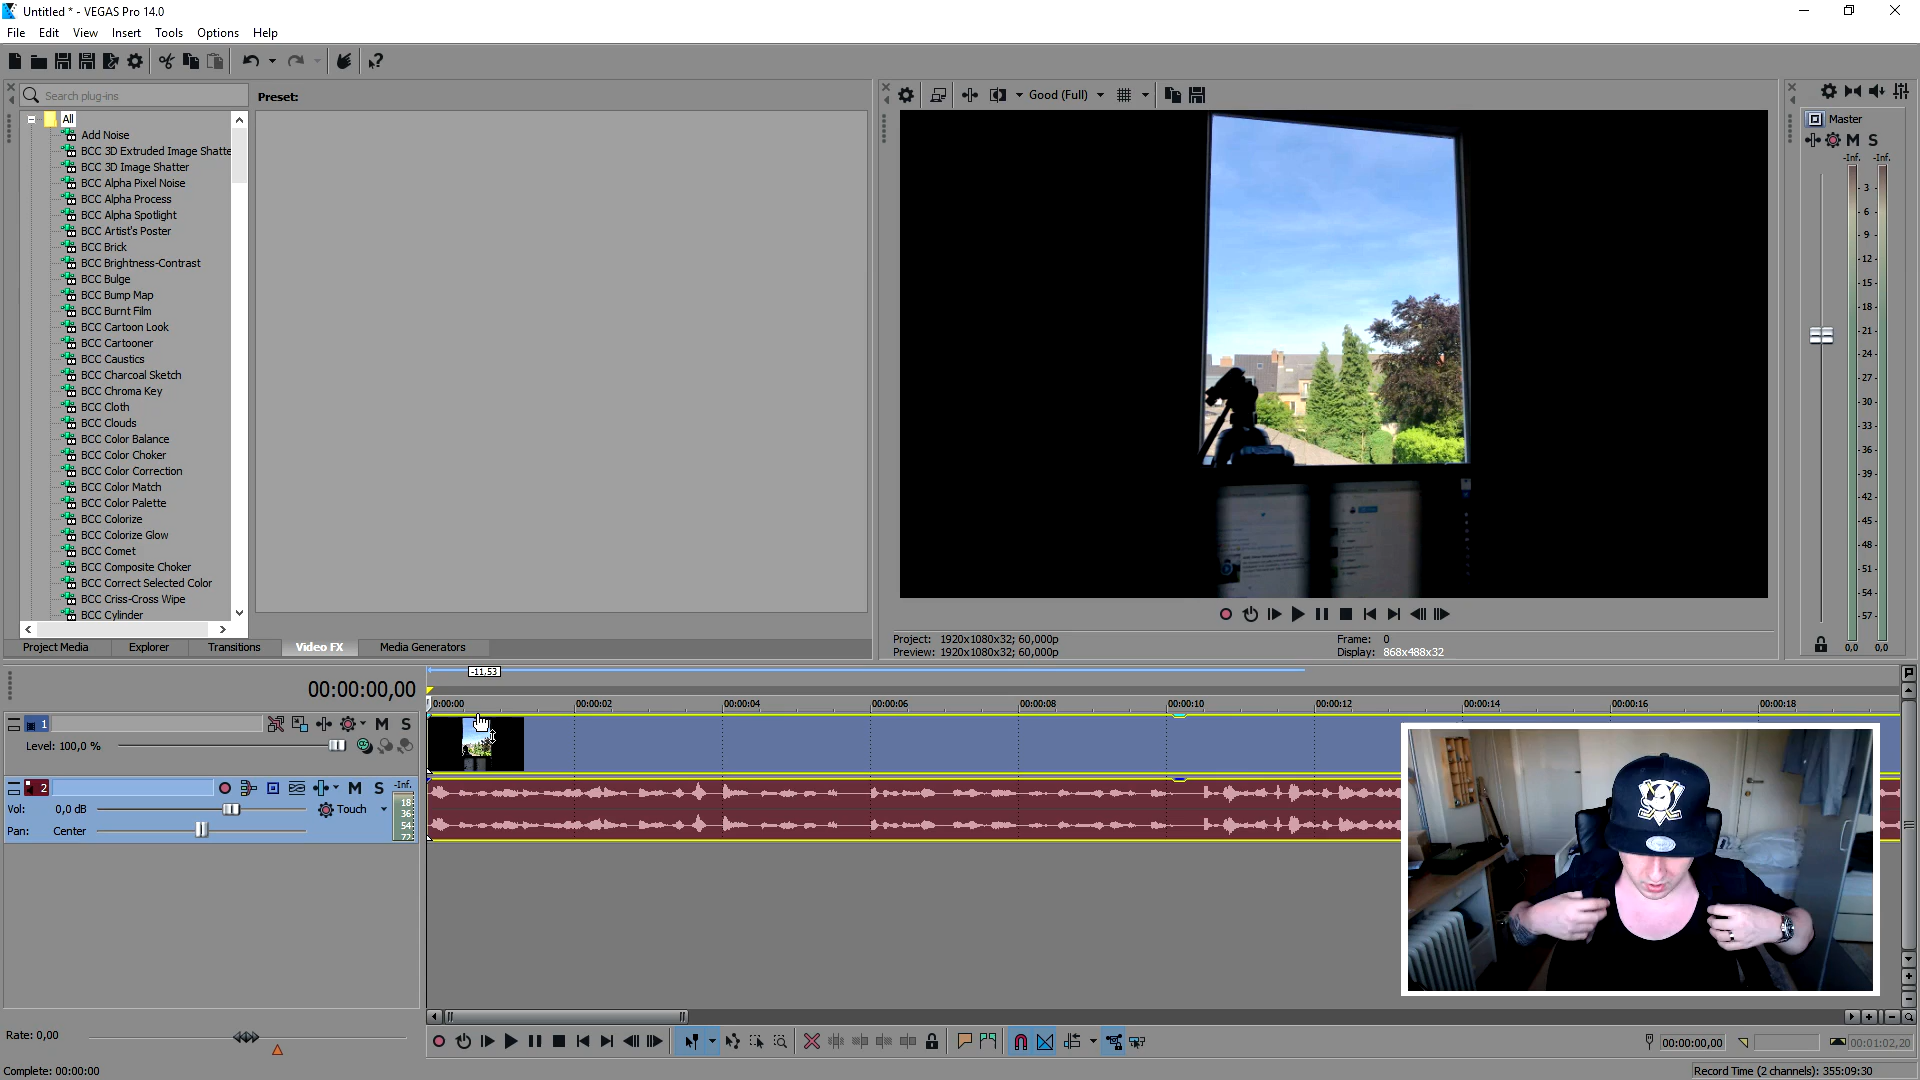 Untitled * - VEGAS Pro 14.0
File Edit View Insert Tools Options Help
Search plug-ins
Preset:
Good (Full)
All
Add Noise
BCC 3D Extruded Image Shatte
BCC 3D Image Shatter
BCC Alpha Pixel Noise
BCC Alpha Process
BCC Alpha Spotlight
BCC Artist's Poster
BCC Brick
BCC Brightness-Contrast
BCC Bulge
BCC Bump Map
BCC Burnt Film
BCC Cartoon Look
BCC Cartooner
BCC Caustics
BCC Charcoal Sketch
BCC Chroma Key
BCC Cloth
BCC Clouds
BCC Color Balance
BCC Color Choker
BCC Color Correction
BCC Color Match
BCC Color Palette
BCC Colorize
BCC Colorize Glow
BCC Comet
BCC Composite Choker
BCC Correct Selected Color
BCC Criss-Cross Wipe
BCC Cylinder
Project Media Explorer Transitions Video FX Media Generators
Project: 1920x1080x32; 60,000p
Preview: 1920x1080x32; 60,000p
Frame: 0
Display: 868x488x32
Master
M S
-Inf. -Inf.
- 3 -
- 6 -
- 9 -
-12-
-15-
-18-
-21-
-24-
-27-
-30-
-33-
-36-
-39-
-42-
-45-
-48-
-51-
-54-
-57-
0,0 0,0
-11.53
00:00:00,00
0:00:00 00:00:02 00:00:04 00:00:06 00:00:08 00:00:10 00:00:12 00:00:14 00:00:16 00:00:18
1 M S
Level: 100,0 %
2 M S -Inf.
Vol: 0,0 dB Touch
Pan: Center
18
36
54
72
Rate: 0,00
00:00:00,00 00:01:02,20
Complete: 00:00:00
Record Time (2 channels): 355:09:30